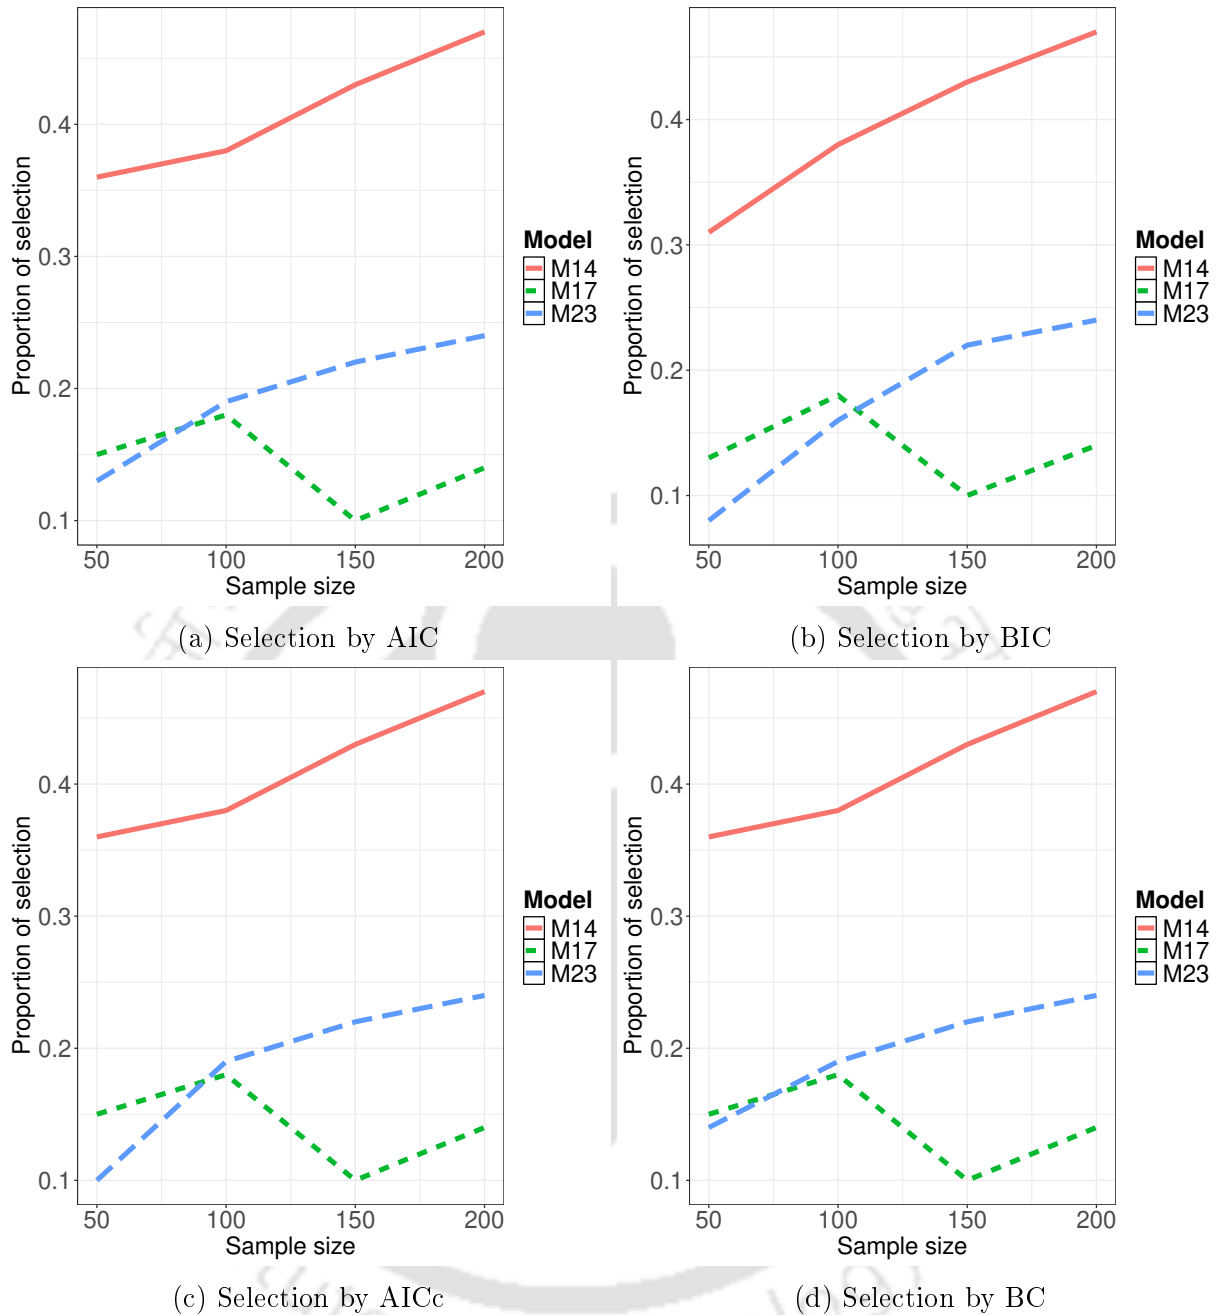 Proportion of selection
0.4
0.3
0.2
0.1
50 100 150 200
Sample size
Model
M14
M17
M23
(a) Selection by AIC
Proportion of selection
0.4
0.3
0.2
0.1
50 100 150 200
Sample size
Model
M14
M17
M23
(b) Selection by BIC
Proportion of selection
0.4
0.3
0.2
0.1
50 100 150 200
Sample size
Model
M14
M17
M23
(c) Selection by AICc
Proportion of selection
0.4
0.3
0.2
0.1
50 100 150 200
Sample size
Model
M14
M17
M23
(d) Selection by BC